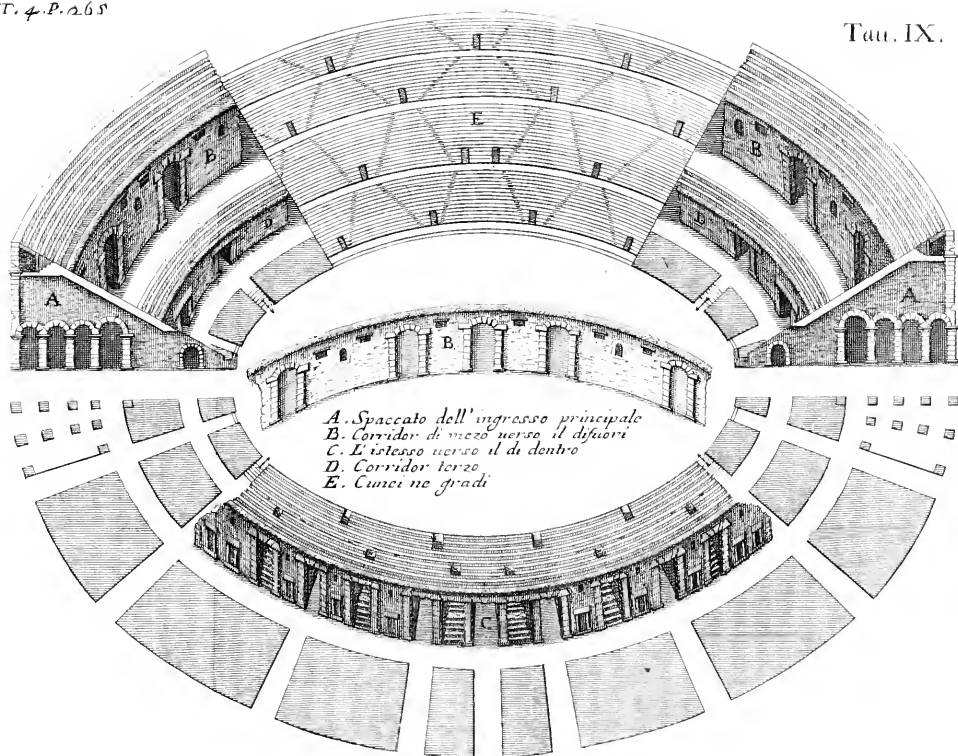 T. 4. P. 265
Tau. IX.
E
B
B
D
D
A
A
B
A. Spaccato dell' ingresso principale
B. Corridor di mezo uerso il difuori
C. L' istesso uerso il di dentro
D. Corridor terzo
E. Cunei ne gradi
C